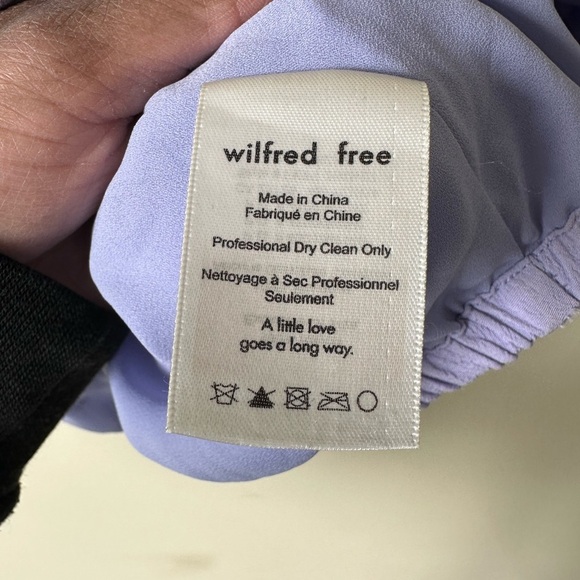 wilfred free
Made in China
Fabriqué en Chine
Professional Dry Clean Only
Nettoyage à Sec Professionnel
Seulement
A little love
goes a long way.